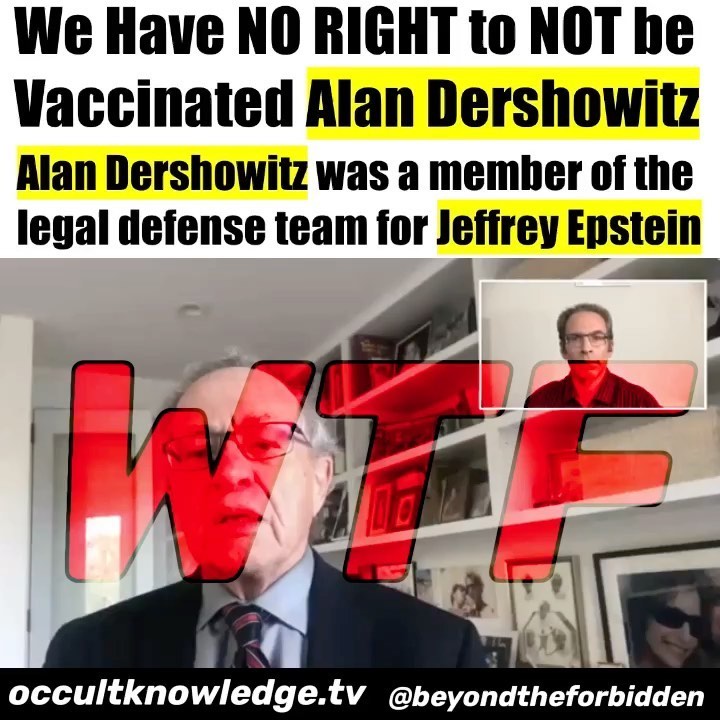 We Have NO RIGHT to NOT be
Vaccinated Alan Dershowitz
Alan Dershowitz was a member of the
legal defense team for Jeffrey Epstein
WTF
occultknowledge.tv @beyondtheforbidden